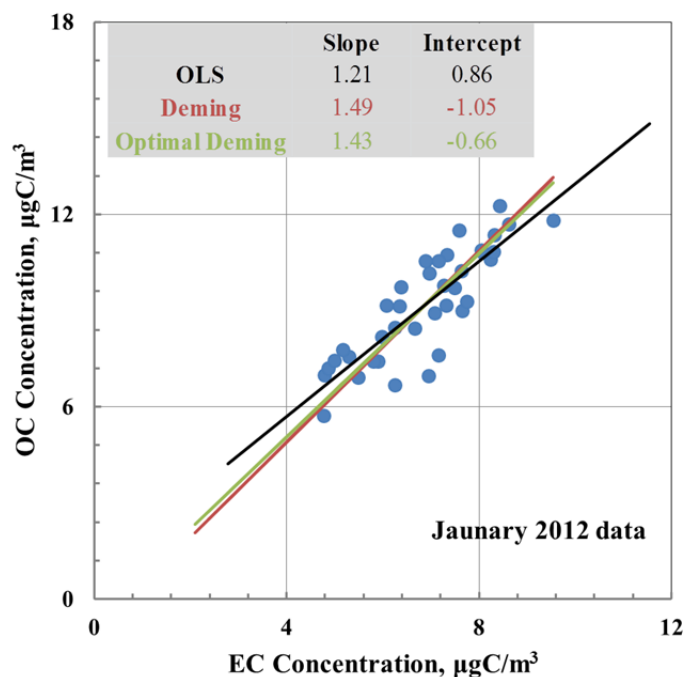 18
12
6
0
OC Concentration, µgC/m³
Slope Intercept
OLS 1.21 0.86
Deming 1.49 -1.05
Optimal Deming 1.43 -0.66
Jaunary 2012 data
0 4 8 12
EC Concentration, µgC/m³